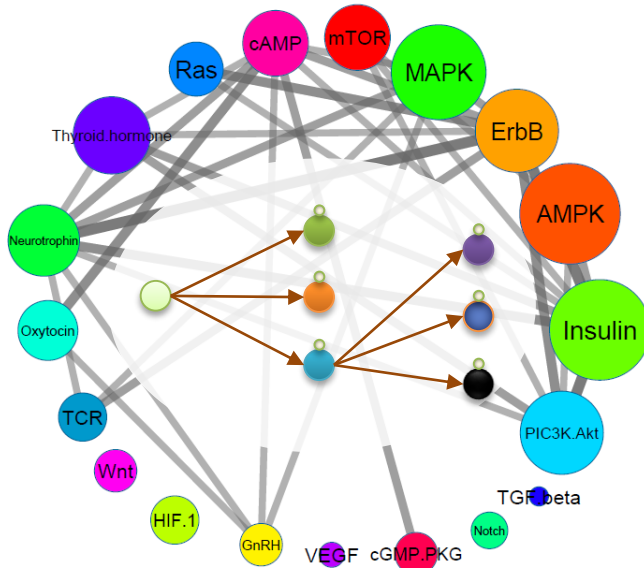 cAMP
mTOR
Ras
MAPK
Thyroid.hormone
ErbB
AMPK
Neurotrophin
Oxytocin
Insulin
TCR
PIC3K.Akt
Wnt
TGF.beta
HIF.1
Notch
GnRH
VEGF
cGMP.PKG